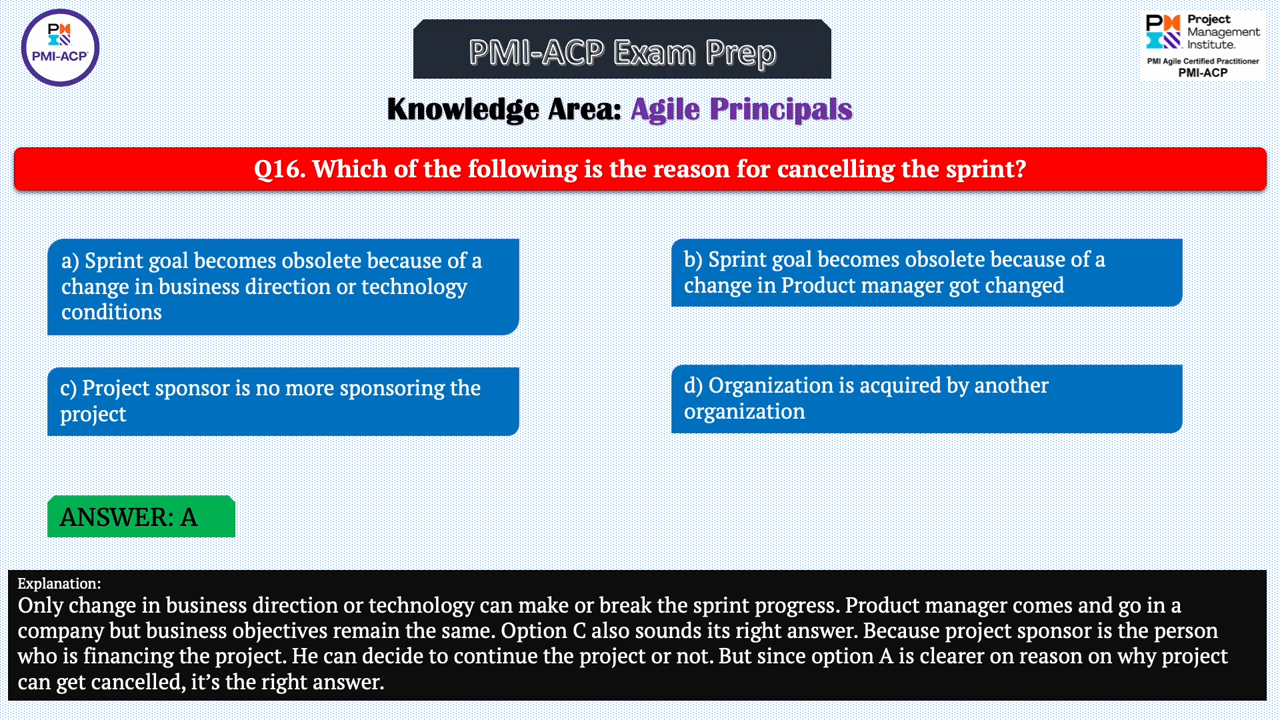 PMI-ACP
PMI-ACP Exam Prep
Project
Management
Institute.
PMI Agile Certified Practitioner
PMI-ACP
Knowledge Area: Agile Principals
Q16. Which of the following is the reason for cancelling the sprint?
a) Sprint goal becomes obsolete because of a
change in business direction or technology
conditions
b) Sprint goal becomes obsolete because of a
change in Product manager got changed
c) Project sponsor is no more sponsoring the
project
d) Organization is acquired by another
organization
ANSWER: A
Explanation:
Only change in business direction or technology can make or break the sprint progress. Product manager comes and go in a
company but business objectives remain the same. Option C also sounds its right answer. Because project sponsor is the person
who is financing the project. He can decide to continue the project or not. But since option A is clearer on reason on why project
can get cancelled, it’s the right answer.